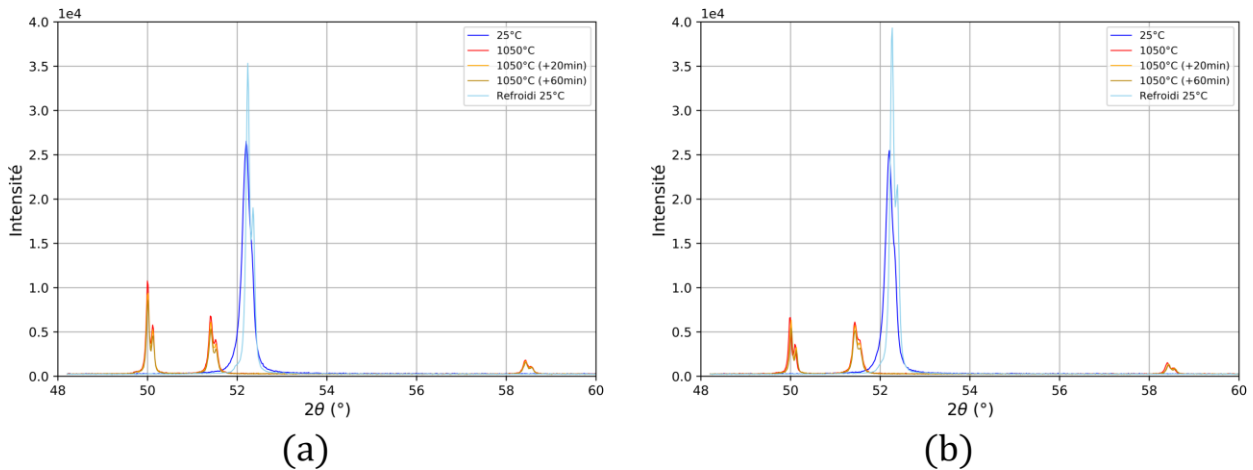 1e4
4.0
3.5
3.0
2.5
2.0
1.5
1.0
0.5
0.0
Intensité
48 50 52 54 56 58 60
2θ (°)
25°C
1050°C
1050°C (+20min)
1050°C (+60min)
Refroidi 25°C
(a)
1e4
4.0
3.5
3.0
2.5
2.0
1.5
1.0
0.5
0.0
Intensité
48 50 52 54 56 58 60
2θ (°)
25°C
1050°C
1050°C (+20min)
1050°C (+60min)
Refroidi 25°C
(b)